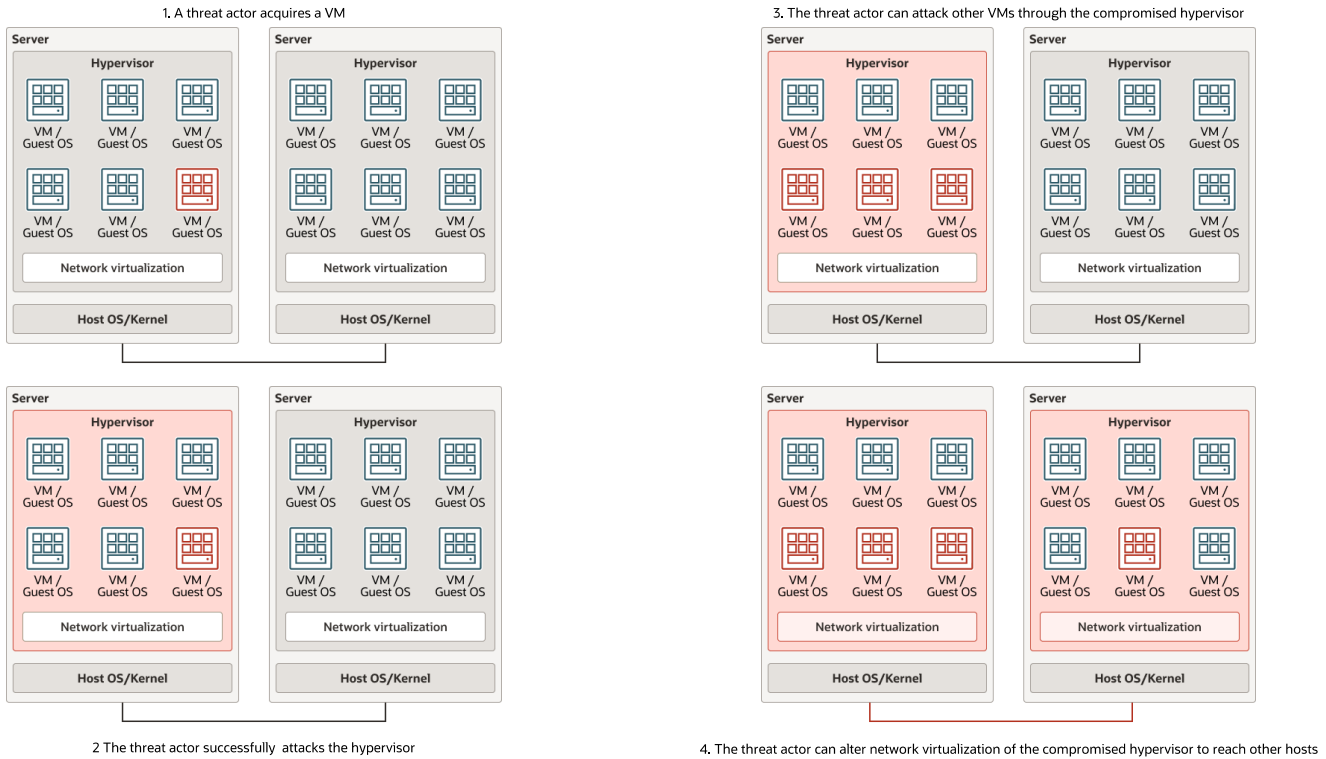 1. A threat actor acquires a VM
Server
Hypervisor
VM / VM / VM /
Guest OS Guest OS Guest OS
VM / VM / VM /
Guest OS Guest OS Guest OS
Network virtualization
Host OS/Kernel
Server
Hypervisor
VM / VM / VM /
Guest OS Guest OS Guest OS
VM / VM / VM /
Guest OS Guest OS Guest OS
Network virtualization
Host OS/Kernel
Server
Hypervisor
VM / VM / VM /
Guest OS Guest OS Guest OS
VM / VM / VM /
Guest OS Guest OS Guest OS
Network virtualization
Host OS/Kernel
Server
Hypervisor
VM / VM / VM /
Guest OS Guest OS Guest OS
VM / VM / VM /
Guest OS Guest OS Guest OS
Network virtualization
Host OS/Kernel
2 The threat actor successfully attacks the hypervisor
3. The threat actor can attack other VMs through the compromised hypervisor
Server
Hypervisor
VM / VM / VM /
Guest OS Guest OS Guest OS
VM / VM / VM /
Guest OS Guest OS Guest OS
Network virtualization
Host OS/Kernel
Server
Hypervisor
VM / VM / VM /
Guest OS Guest OS Guest OS
VM / VM / VM /
Guest OS Guest OS Guest OS
Network virtualization
Host OS/Kernel
Server
Hypervisor
VM / VM / VM /
Guest OS Guest OS Guest OS
VM / VM / VM /
Guest OS Guest OS Guest OS
Network virtualization
Host OS/Kernel
Server
Hypervisor
VM / VM / VM /
Guest OS Guest OS Guest OS
VM / VM / VM /
Guest OS Guest OS Guest OS
Network virtualization
Host OS/Kernel
4. The threat actor can alter network virtualization of the compromised hypervisor to reach other hosts